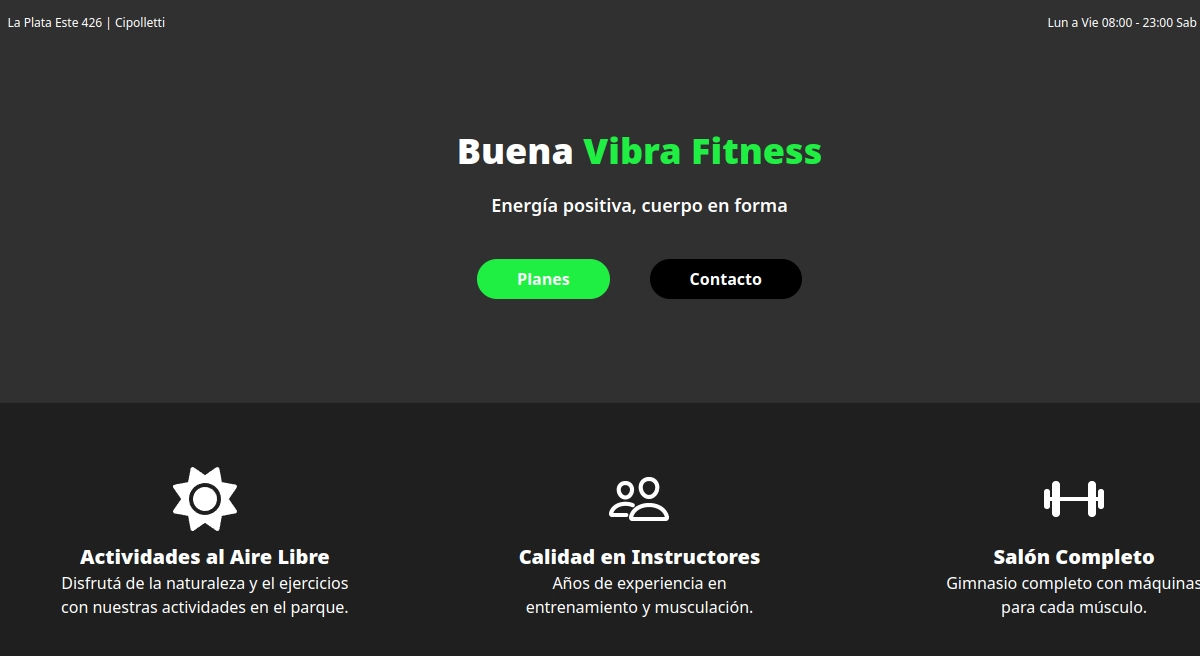 La Plata Este 426 | Cipolletti
Lun a Vie 08:00 - 23:00 Sab
Buena Vibra Fitness
Energía positiva, cuerpo en forma
Planes
Contacto
Actividades al Aire Libre
Disfrutá de la naturaleza y el ejercicios
con nuestras actividades en el parque.
Calidad en Instructores
Años de experiencia en
entrenamiento y musculación.
Salón Completo
Gimnasio completo con máquinas
para cada músculo.